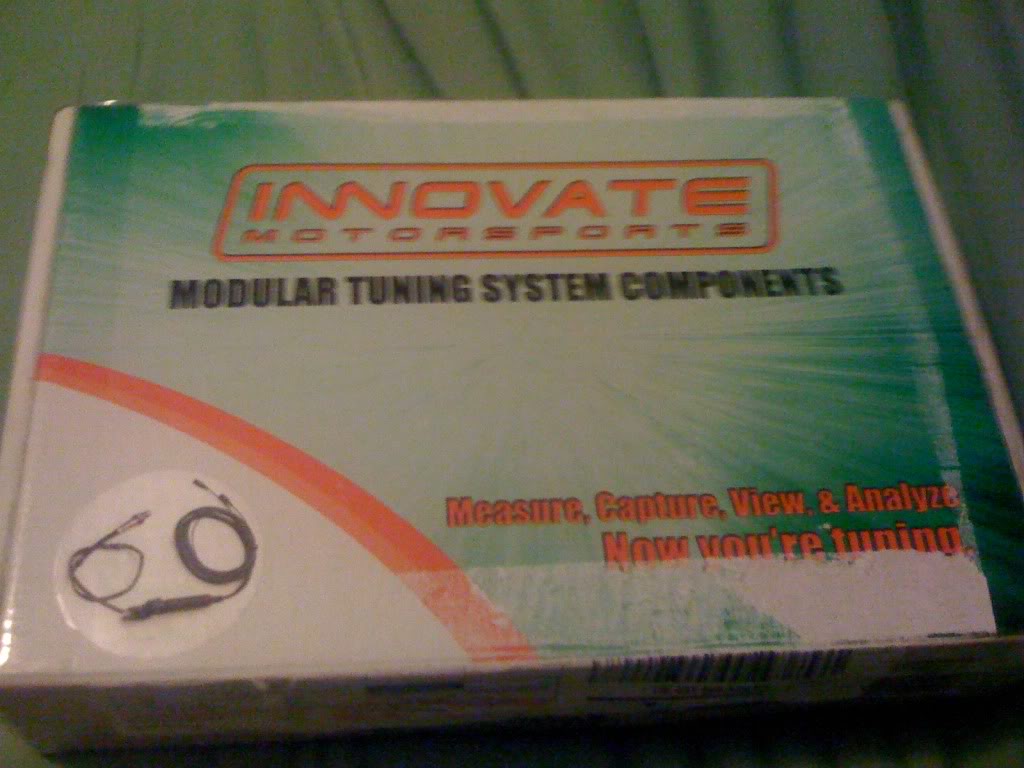 INNOVATE
MOTORSPORTS
MODULAR TUNING SYSTEM COMPONENTS
Measure, Capture, View, & Analyze
Now you're tuning.